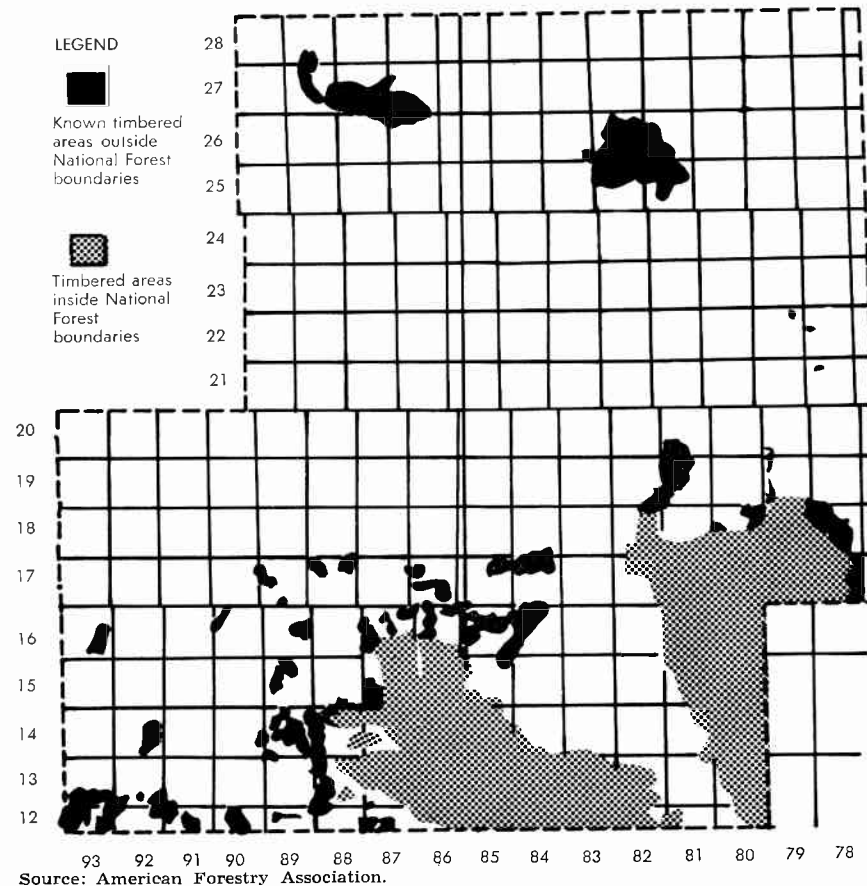 LEGEND
Known timbered
areas outside
National Forest
boundaries
Timbered areas
inside National
Forest
boundaries
28
27
26
25
24
23
22
21
20
19
18
17
16
15
14
13
12
93 92 91 90 89 88 87 86 85 84 83 82 81 80 79 78
Source: American Forestry Association.